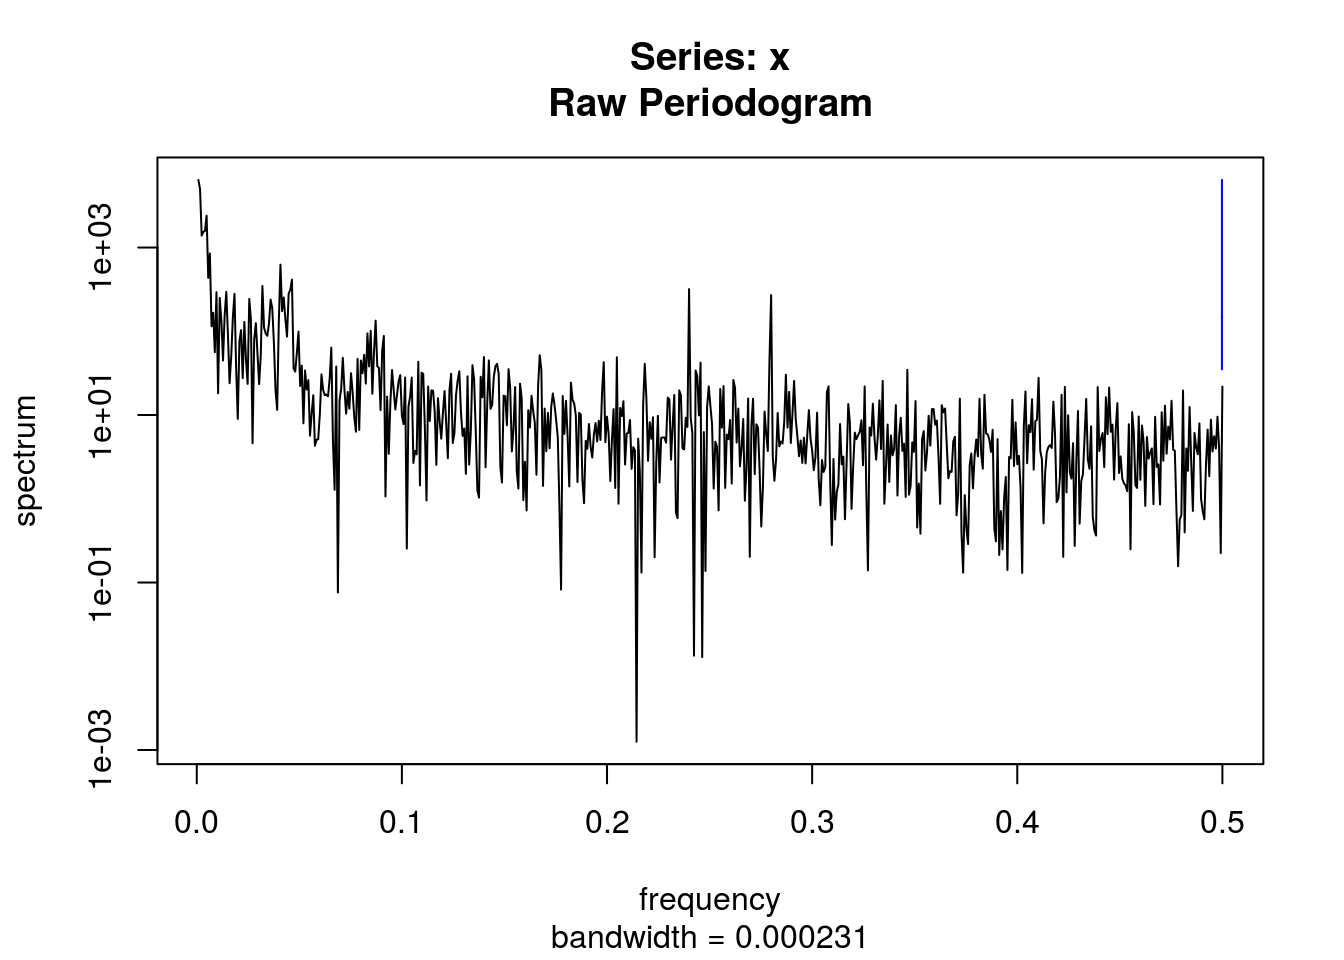 Series: x
Raw Periodogram
spectrum
1e+03
1e+01
1e-01
1e-03
0.0 0.1 0.2 0.3 0.4 0.5
frequency
bandwidth = 0.000231